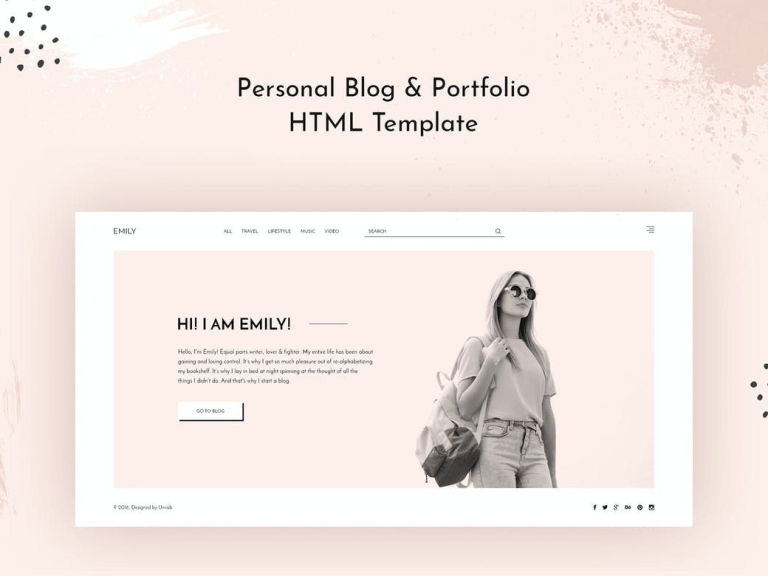 Personal Blog & Portfolio
HTML Template
EMILY
ALL TRAVEL LIFESTYLE MUSIC VIDEO SEARCH
HI! I AM EMILY!
Hello, I'm Emily! Equal parts writer, lover & fighter. My entire life has been about
gaining and losing control. It's why I get so much pleasure out of re-alphabetizing
my bookshelf. It's why I lay in bed at night spinning at the thought of all the
things I didn't do. And that's why I start a blog.
GO TO BLOG
© 2016, Designed by